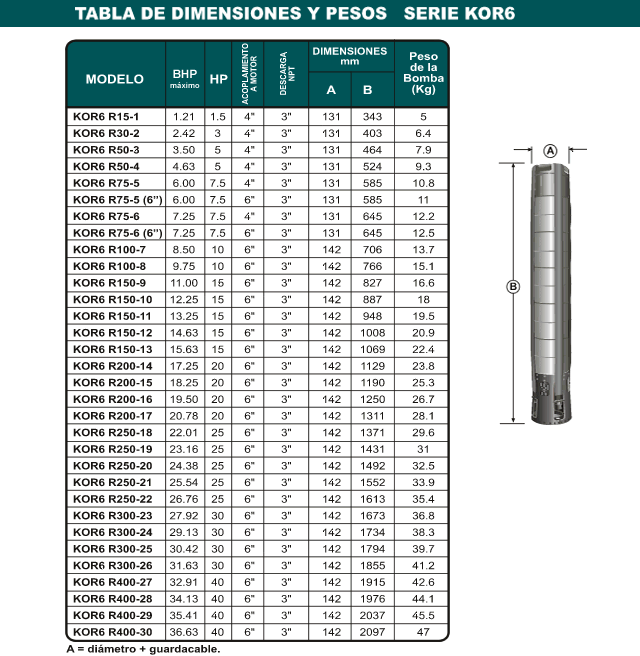 TABLA DE DIMENSIONES Y PESOS SERIE KOR6
MODELO
BHP
máximo
HP
ACOPLAMIENTO
A MOTOR
DESCARGA
NPT
DIMENSIONES
mm
A B
Peso
de la
Bomba
(Kg)
KOR6 R15-1 1.21 1.5 4" 3" 131 343 5
KOR6 R30-2 2.42 3 4" 3" 131 403 6.4
KOR6 R50-3 3.50 5 4" 3" 131 464 7.9
KOR6 R50-4 4.63 5 4" 3" 131 524 9.3
KOR6 R75-5 6.00 7.5 4" 3" 131 585 10.8
KOR6 R75-5 (6”) 6.00 7.5 6" 3" 131 585 11
KOR6 R75-6 7.25 7.5 4" 3" 131 645 12.2
KOR6 R75-6 (6”) 7.25 7.5 6" 3" 131 645 12.5
KOR6 R100-7 8.50 10 6" 3" 142 706 13.7
KOR6 R100-8 9.75 10 6" 3" 142 766 15.1
KOR6 R150-9 11.00 15 6" 3" 142 827 16.6
KOR6 R150-10 12.25 15 6" 3" 142 887 18
KOR6 R150-11 13.25 15 6" 3" 142 948 19.5
KOR6 R150-12 14.63 15 6" 3" 142 1008 20.9
KOR6 R150-13 15.63 15 6" 3" 142 1069 22.4
KOR6 R200-14 17.25 20 6" 3" 142 1129 23.8
KOR6 R200-15 18.25 20 6" 3" 142 1190 25.3
KOR6 R200-16 19.50 20 6" 3" 142 1250 26.7
KOR6 R200-17 20.78 20 6" 3" 142 1311 28.1
KOR6 R250-18 22.01 25 6" 3" 142 1371 29.6
KOR6 R250-19 23.16 25 6" 3" 142 1431 31
KOR6 R250-20 24.38 25 6" 3" 142 1492 32.5
KOR6 R250-21 25.54 25 6" 3" 142 1552 33.9
KOR6 R250-22 26.76 25 6" 3" 142 1613 35.4
KOR6 R300-23 27.92 30 6" 3" 142 1673 36.8
KOR6 R300-24 29.13 30 6" 3" 142 1734 38.3
KOR6 R300-25 30.42 30 6" 3" 142 1794 39.7
KOR6 R300-26 31.63 30 6" 3" 142 1855 41.2
KOR6 R400-27 32.91 40 6" 3" 142 1915 42.6
KOR6 R400-28 34.13 40 6" 3" 142 1976 44.1
KOR6 R400-29 35.41 40 6" 3" 142 2037 45.5
KOR6 R400-30 36.63 40 6" 3" 142 2097 47
A = diámetro + guardacable.
A
B